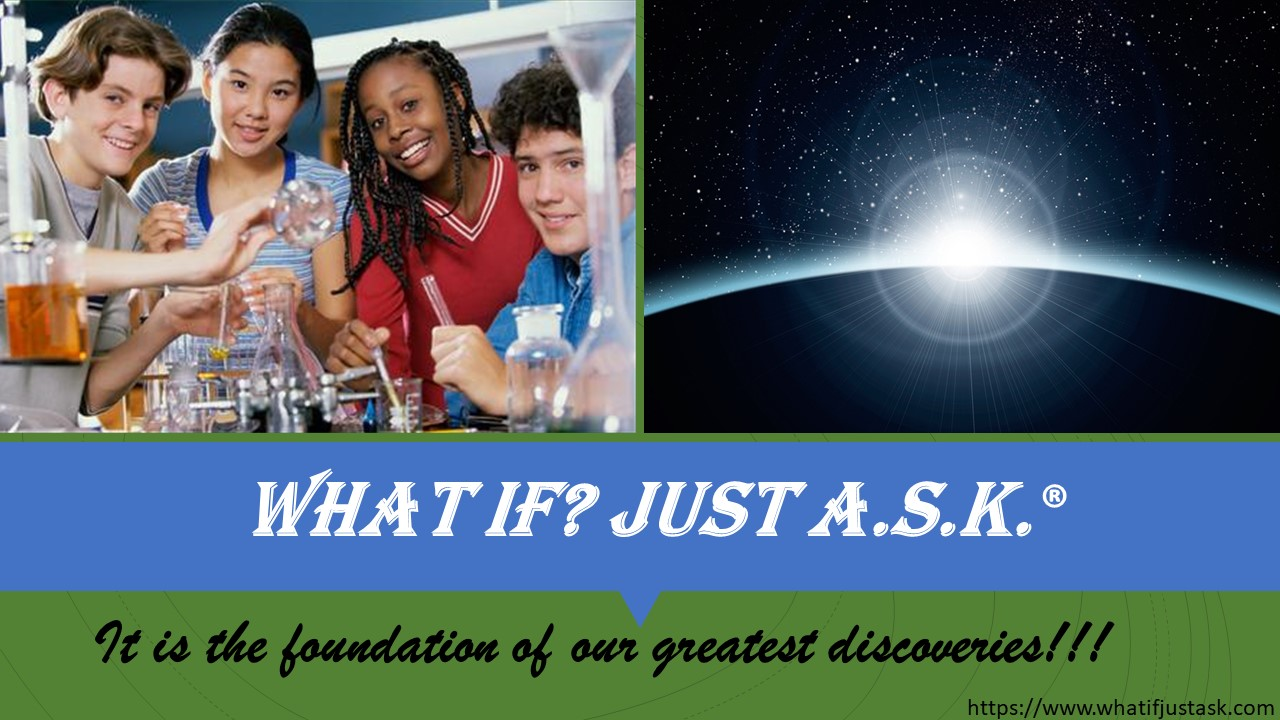 WHAT IF? JUST A.S.K.®
It is the foundation of our greatest discoveries!!!
https://www.whatifjustask.com